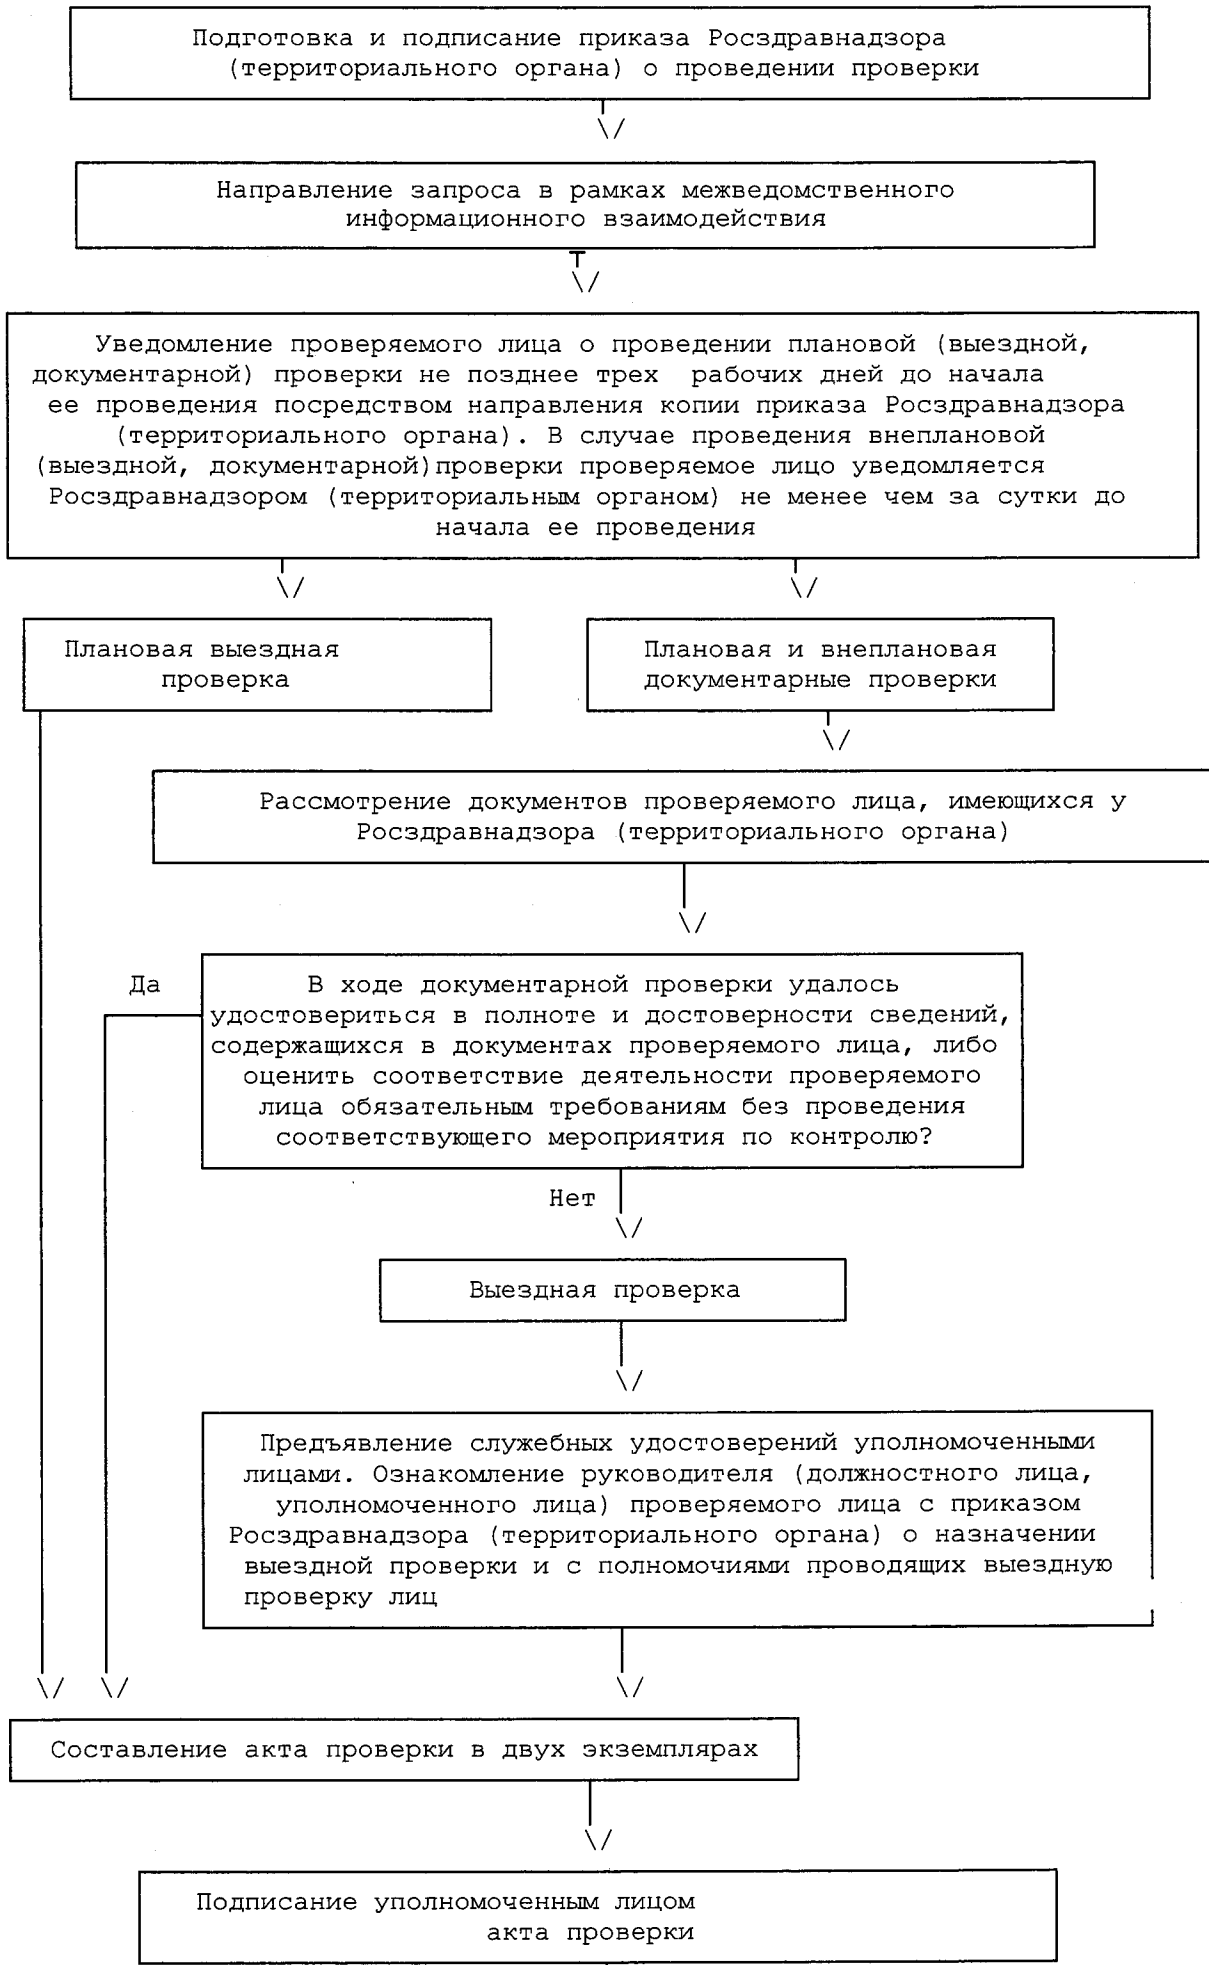 Подготовка и подписание приказа Росздравнадзора
(территориального органа) о проведении проверки
Направление запроса в рамках межведомственного
информационного взаимодействия
Уведомление проверяемого лица о проведении плановой (выездной,
документарной) проверки не позднее трех рабочих дней до начала
ее проведения посредством направления копии приказа Росздравнадзора
(территориального органа). В случае проведения внеплановой
(выездной, документарной)проверки проверяемое лицо уведомляется
Росздравнадзором (территориальным органом) не менее чем за сутки до
начала ее проведения
Плановая выездная
проверка
Плановая и внеплановая
документарные проверки
Рассмотрение документов проверяемого лица, имеющихся у
Росздравнадзора (территориального органа)
Да
В ходе документарной проверки удалось
удостовериться в полноте и достоверности сведений,
содержащихся в документах проверяемого лица, либо
оценить соответствие деятельности проверяемого
лица обязательным требованиям без проведения
соответствующего мероприятия по контролю?
Нет
Выездная проверка
Предъявление служебных удостоверений уполномоченными
лицами. Ознакомление руководителя (должностного лица,
уполномоченного лица) проверяемого лица с приказом
Росздравнадзора (территориального органа) о назначении
выездной проверки и с полномочиями проводящих выездную
проверку лиц
Составление акта проверки в двух экземплярах
Подписание уполномоченным лицом
акта проверки